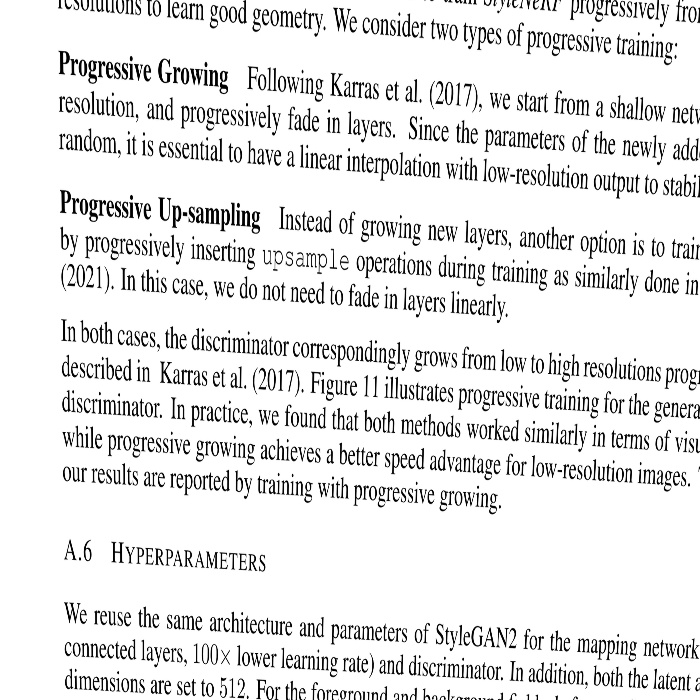 resolutions to learn good geometry. We consider two types of progressive training:
Progressive Growing Following Karras et al. (2017), we start from a shallow
resolution, and progressively fade in layers. Since the parameters of the newly
random, it is essential to have a linear interpolation with low-resolution output to
Progressive Up-sampling Instead of growing new layers, another option is to
by progressively inserting upsample operations during training as similarly done in
(2021). In this case, we do not need to fade in layers linearly.
In both cases, the discriminator correspondingly grows from low to high resolutions
described in Karras et al. (2017). Figure 11 illustrates progressive training for the
discriminator. In practice, we found that both methods worked similarly in terms of
while progressive growing achieves a better speed advantage for low-resolution images.
our results are reported by training with progressive growing.
A.6 HYPERPARAMETERS
We reuse the same architecture and parameters of StyleGAN2 for the mapping network
connected layers, 100× lower learning rate) and discriminator. In addition, both the latent
dimensions are set to 512. For the foreground and